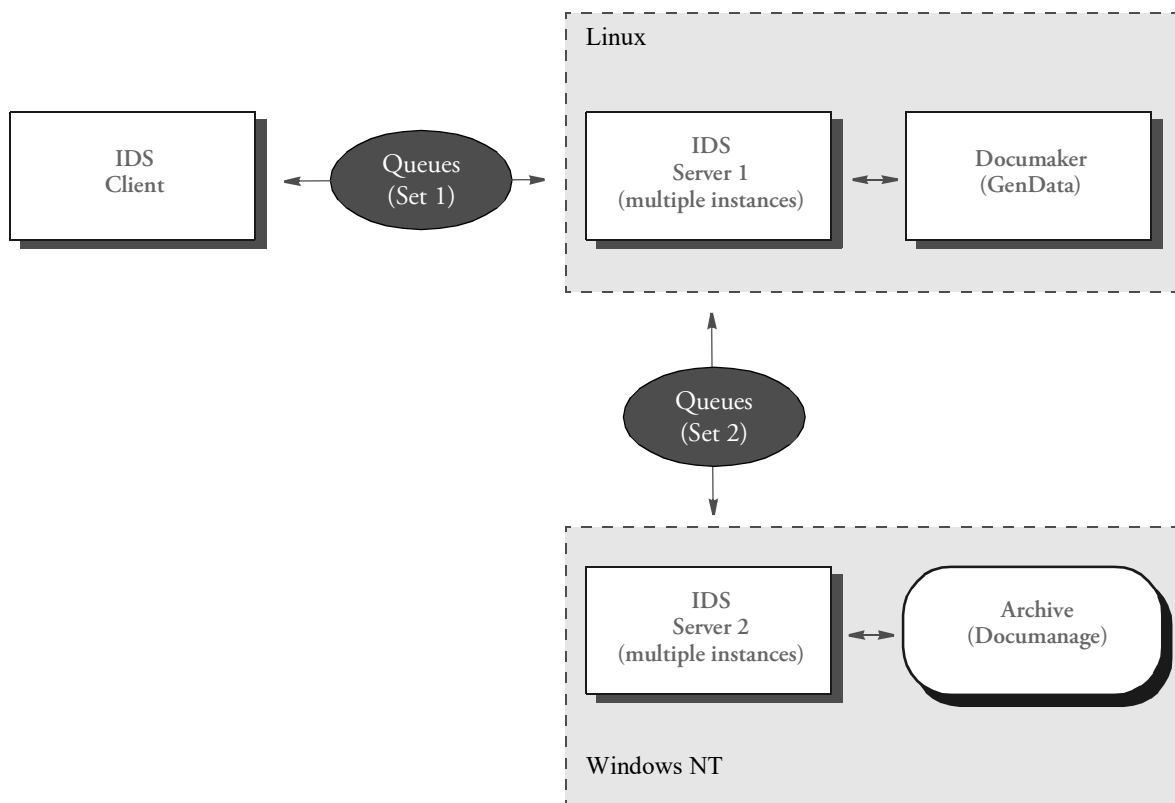 Linux
IDS
Client
Queues
(Set 1)
IDS
Server 1
(multiple instances)
Documaker
(GenData)
Queues
(Set 2)
IDS
Server 2
(multiple instances)
Archive
(Documanage)
Windows NT